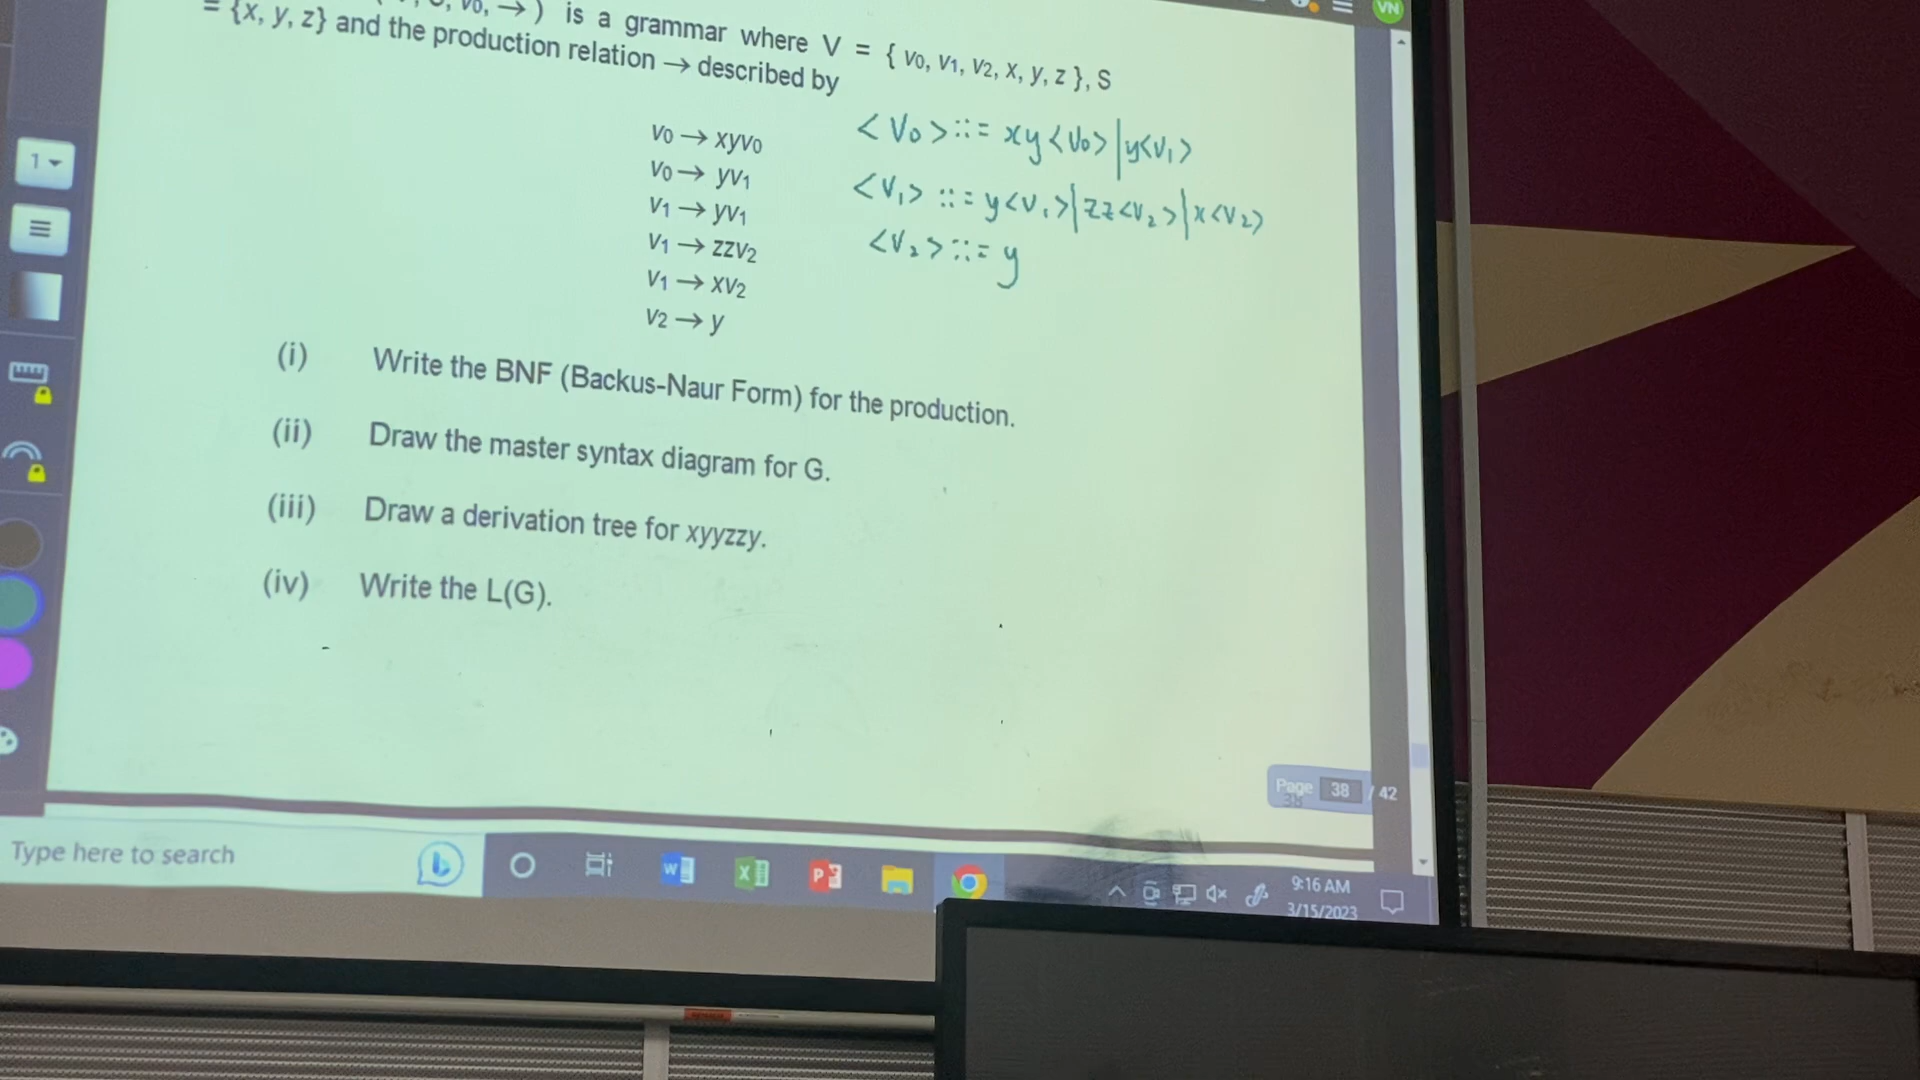 V0, → ) is a grammar where V = { v0, v1, v2, x, y, z }, S
= {x, y, z} and the production relation → described by
v0 → xyv0
v0 → yv1
v1 → yv1
v1 → zzv2
v1 → xv2
v2 → y
<V0> ::= xy<V0>|y<V1>
<V1> ::= y<V1>|zz<V2>|x<V2>
<V2> ::= y
(i) Write the BNF (Backus-Naur Form) for the production.
(ii) Draw the master syntax diagram for G.
(iii) Draw a derivation tree for xyyzzy.
(iv) Write the L(G).
VN
1
Page 38 / 42
Type here to search
W
X
P
9:16 AM
3/15/2023